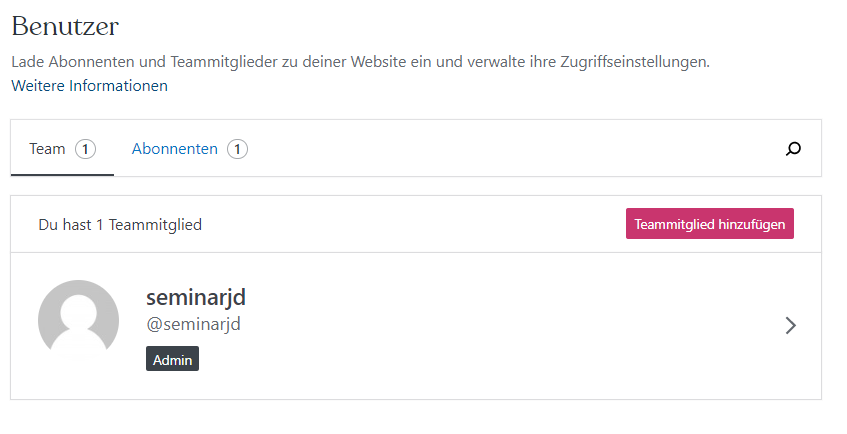 Benutzer
Lade Abonnenten und Teammitglieder zu deiner Website ein und verwalte ihre Zugriffseinstellungen.
Weitere Informationen
Team 1 Abonnenten 1
Du hast 1 Teammitglied Teammitglied hinzufügen
seminarjd
@seminarjd
Admin